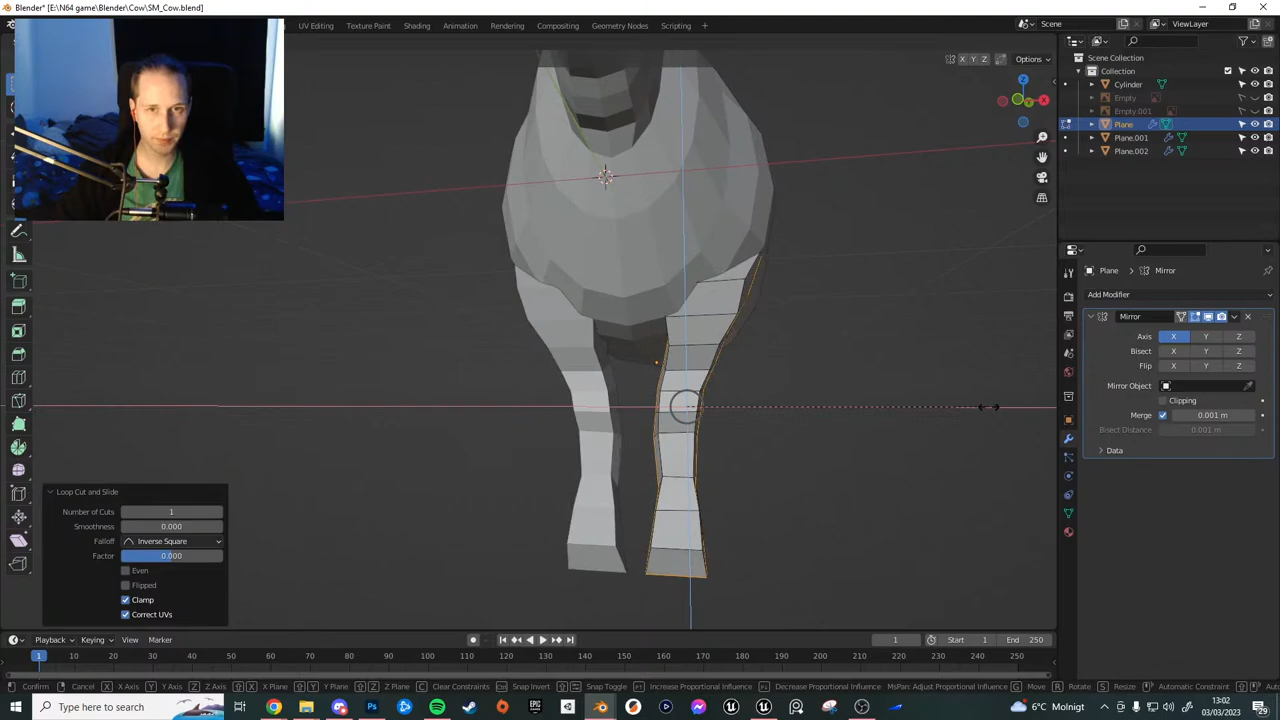 Blender* [E:\N64 game\Blender\Cow\SM_Cow.blend]
UV Editing Texture Paint Shading Animation Rendering Compositing Geometry Nodes Scripting +
Scene
ViewLayer
X Y Z Options
Scene Collection
Collection
Cylinder
Empty
Empty.001
Plane
Plane.001
Plane.002
Z
X
Plane Mirror
Add Modifier
Mirror
Axis X Y Z
Bisect X Y Z
Flip X Y Z
Mirror Object
Clipping
Merge 0.001 m
Bisect Distance 0.001 m
Data
Loop Cut and Slide
Number of Cuts 1
Smoothness 0.000
Falloff Inverse Square
Factor 0.000
Even
Flipped
Clamp
Correct UVs
Playback Keying View Marker
1 Start 1 End 250
1 10 20 30 40 50 60 70 80 90 100 110 120 130 140 150 160 170 180 190 200 210 220 230 240 250
Confirm Cancel X X Axis Y Y Axis Z Z Axis X X Plane Y Y Plane Z Z Plane C Clear Constraints Snap Invert Snap Toggle Increase Proportional Influence Decrease Proportional Influence MsPan: Adjust Proportional Influence G Move R Rotate S Resize Automatic Constraint Automatic Const
Type here to search
6°C Mulligt
13:02
03/03/2023